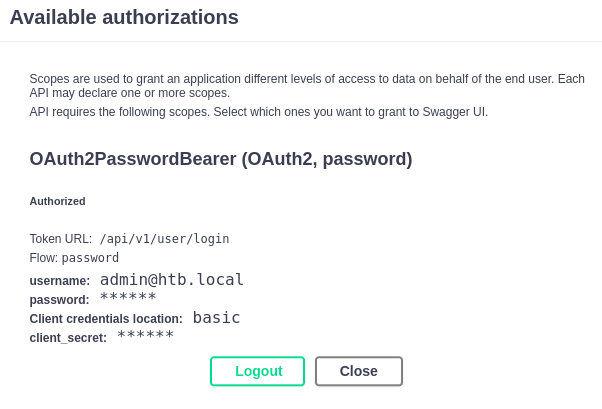 Available authorizations
Scopes are used to grant an application different levels of access to data on behalf of the end user. Each
API may declare one or more scopes.
API requires the following scopes. Select which ones you want to grant to Swagger UI.
OAuth2PasswordBearer (OAuth2, password)
Authorized
Token URL: /api/v1/user/login
Flow: password
username: admin@htb.local
password: ******
Client credentials location: basic
client_secret: ******
Logout Close